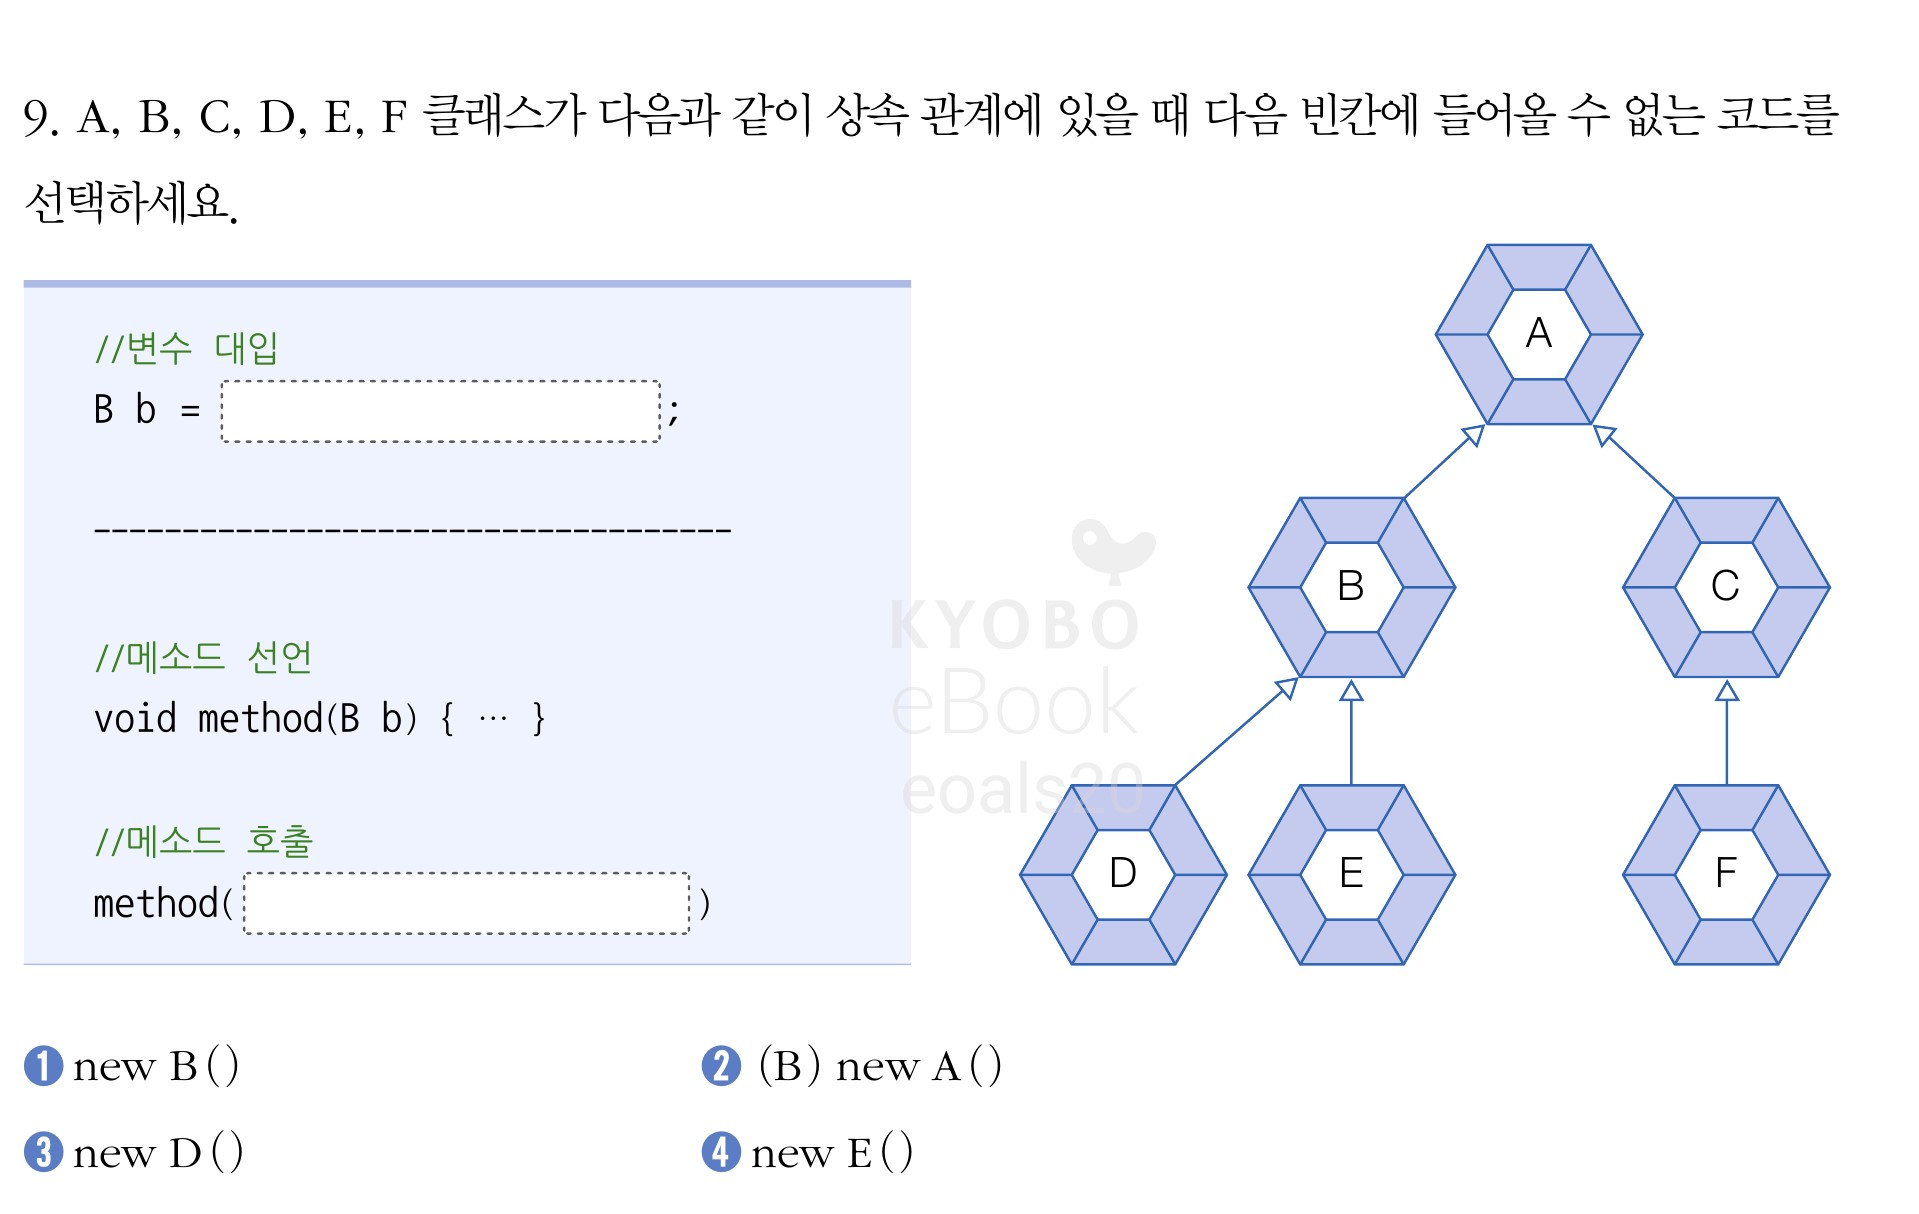 9. A, B, C, D, E, F 클래스가 다음과 같이 상속 관계에 있을 때 다음 빈칸에 들어올 수 없는 코드를
선택하세요.
//변수 대입
B b = ;
------------------------------------
//메소드 선언
void method(B b) { … }
//메소드 호출
method( )
A
B
C
D
E
F
KYOBO
eBook
eoals20
❶ new B()
❷ (B) new A()
❸ new D()
❹ new E()